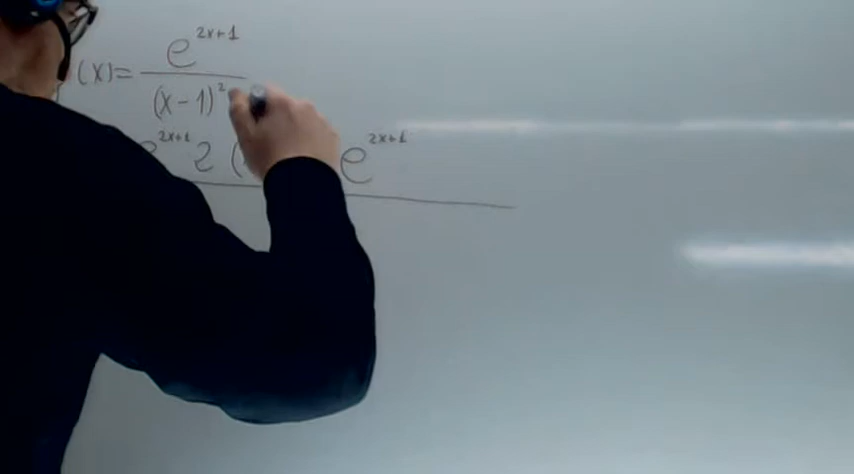 (x) = e^{2x+1} / (x-1)^2
e^{2x+1} 2 ( e^{2x+1}